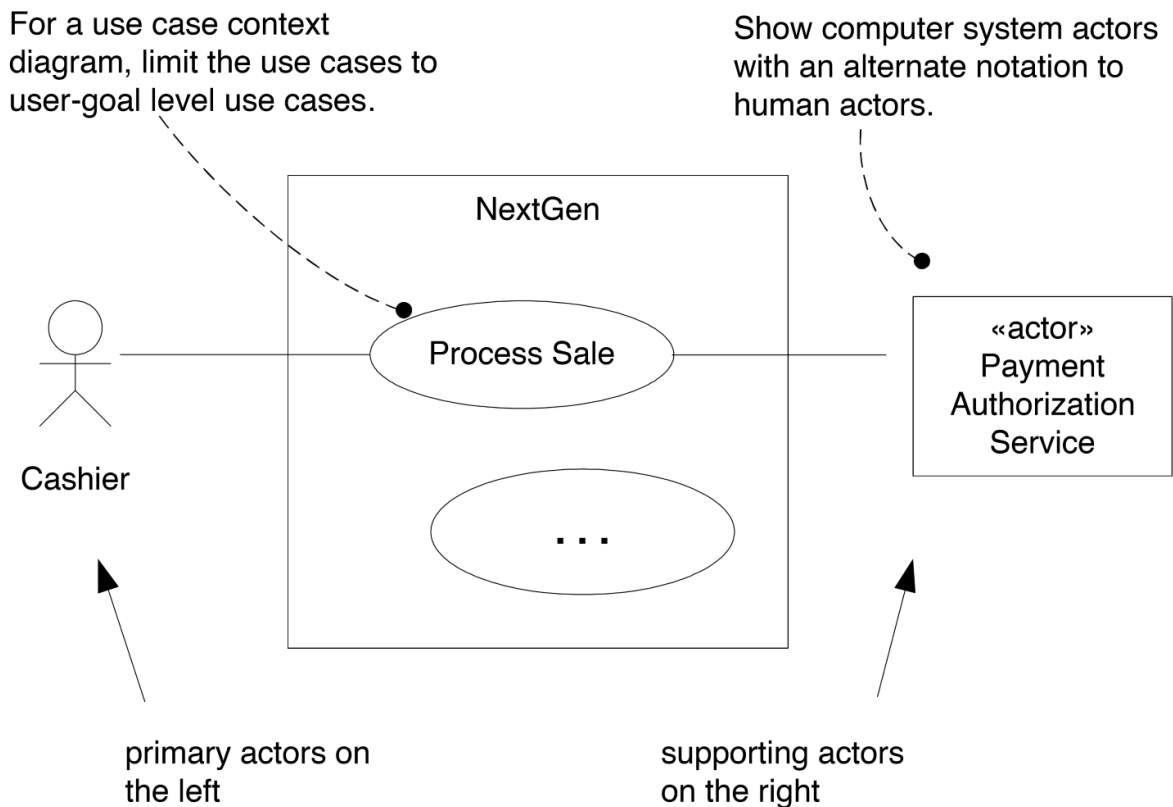 For a use case context
diagram, limit the use cases to
user-goal level use cases.
Show computer system actors
with an alternate notation to
human actors.
NextGen
Process Sale
Cashier
«actor»
Payment
Authorization
Service
. . .
primary actors on
the left
supporting actors
on the right